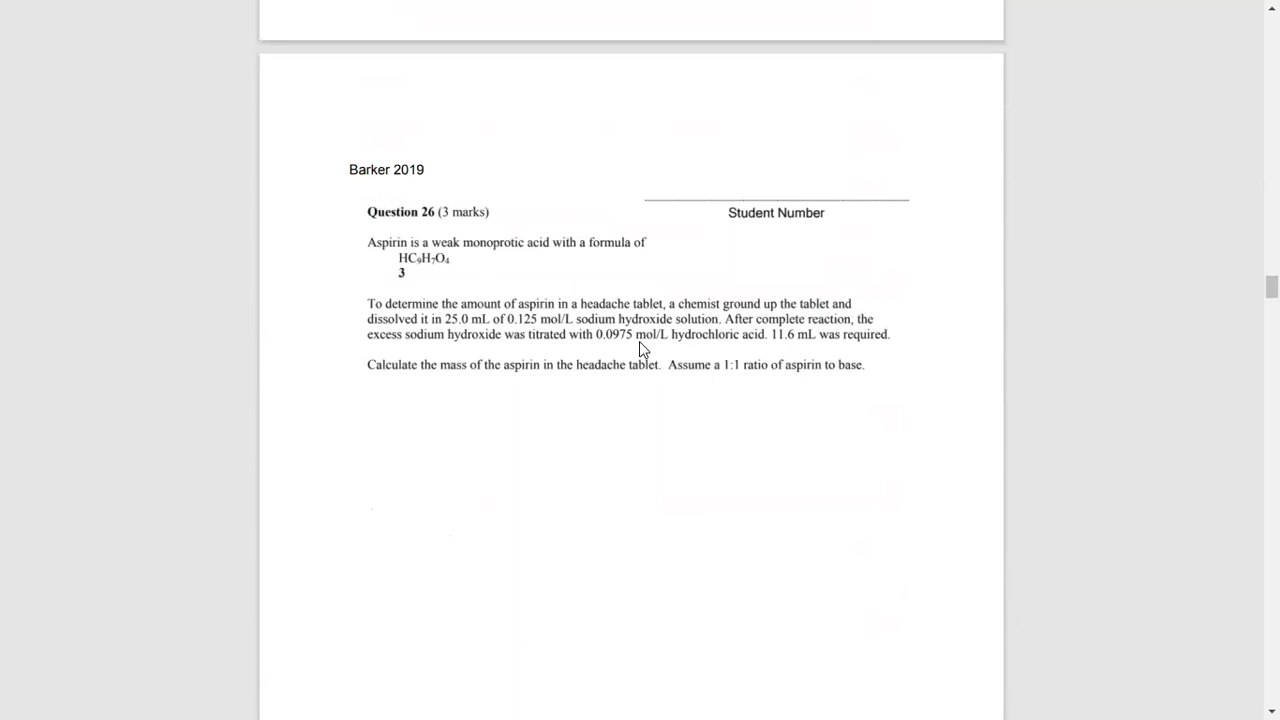 Barker 2019
Question 26 (3 marks)
Student Number
Aspirin is a weak monoprotic acid with a formula of
HC₉H₇O₄
3
To determine the amount of aspirin in a headache tablet, a chemist ground up the tablet and
dissolved it in 25.0 mL of 0.125 mol/L sodium hydroxide solution. After complete reaction, the
excess sodium hydroxide was titrated with 0.0975 mol/L hydrochloric acid. 11.6 mL was required.
Calculate the mass of the aspirin in the headache tablet. Assume a 1:1 ratio of aspirin to base.